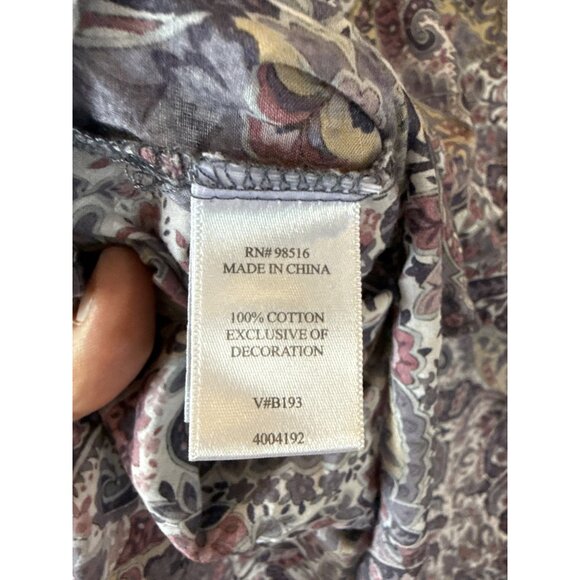 RN# 98516
MADE IN CHINA
100% COTTON
EXCLUSIVE OF
DECORATION
V#B193
4004192